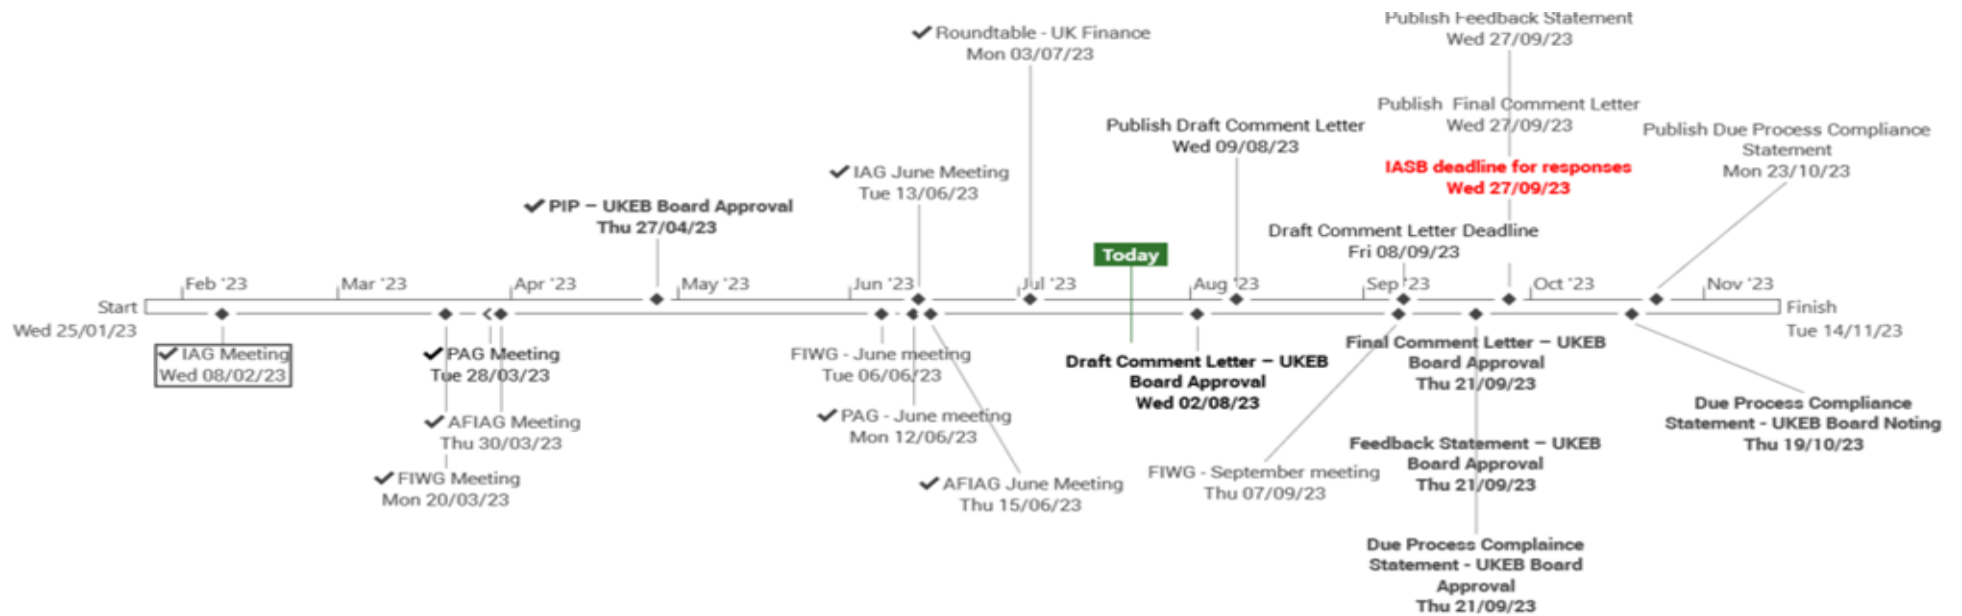 Publish Feedback Statement
Wed 27/09/23
Roundtable - UK Finance
Mon 03/07/23
Publish Final Comment Letter
Wed 27/09/23
Publish Draft Comment Letter
Wed 09/08/23
Publish Due Process Compliance
Statement
Mon 23/10/23
IASB deadline for responses
Wed 27/09/23
IAG June Meeting
Tue 13/06/23
PIP – UKEB Board Approval
Thu 27/04/23
Draft Comment Letter Deadline
Fri 08/09/23
Today
Feb '23
Mar '23
Apr '23
May '23
Jun '23
Jul '23
Aug '23
Sep '23
Oct '23
Nov '23
Start
Wed 25/01/23
Finish
Tue 14/11/23
IAG Meeting
Wed 08/02/23
PAG Meeting
Tue 28/03/23
AFIAG Meeting
Thu 30/03/23
FIWG Meeting
Mon 20/03/23
FIWG - June meeting
Tue 06/06/23
PAG - June meeting
Mon 12/06/23
AFIAG June Meeting
Thu 15/06/23
Draft Comment Letter – UKEB
Board Approval
Wed 02/08/23
FIWG - September meeting
Thu 07/09/23
Final Comment Letter – UKEB
Board Approval
Thu 21/09/23
Feedback Statement – UKEB
Board Approval
Thu 21/09/23
Due Process Complaince
Statement - UKEB Board
Approval
Thu 21/09/23
Due Process Compliance
Statement - UKEB Board Noting
Thu 19/10/23